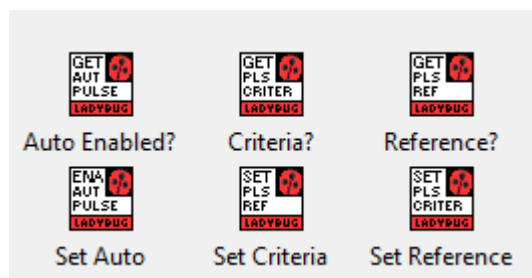 GET
AUT
PULSE
LADYBUG
GET
PLS
CRITER
LADYBUG
GET
PLS
REF
LADYBUG
Auto Enabled?
Criteria?
Reference?
ENA
AUT
PULSE
LADYBUG
SET
PLS
REF
LADYBUG
SET
PLS
CRITER
LADYBUG
Set Auto
Set Criteria
Set Reference